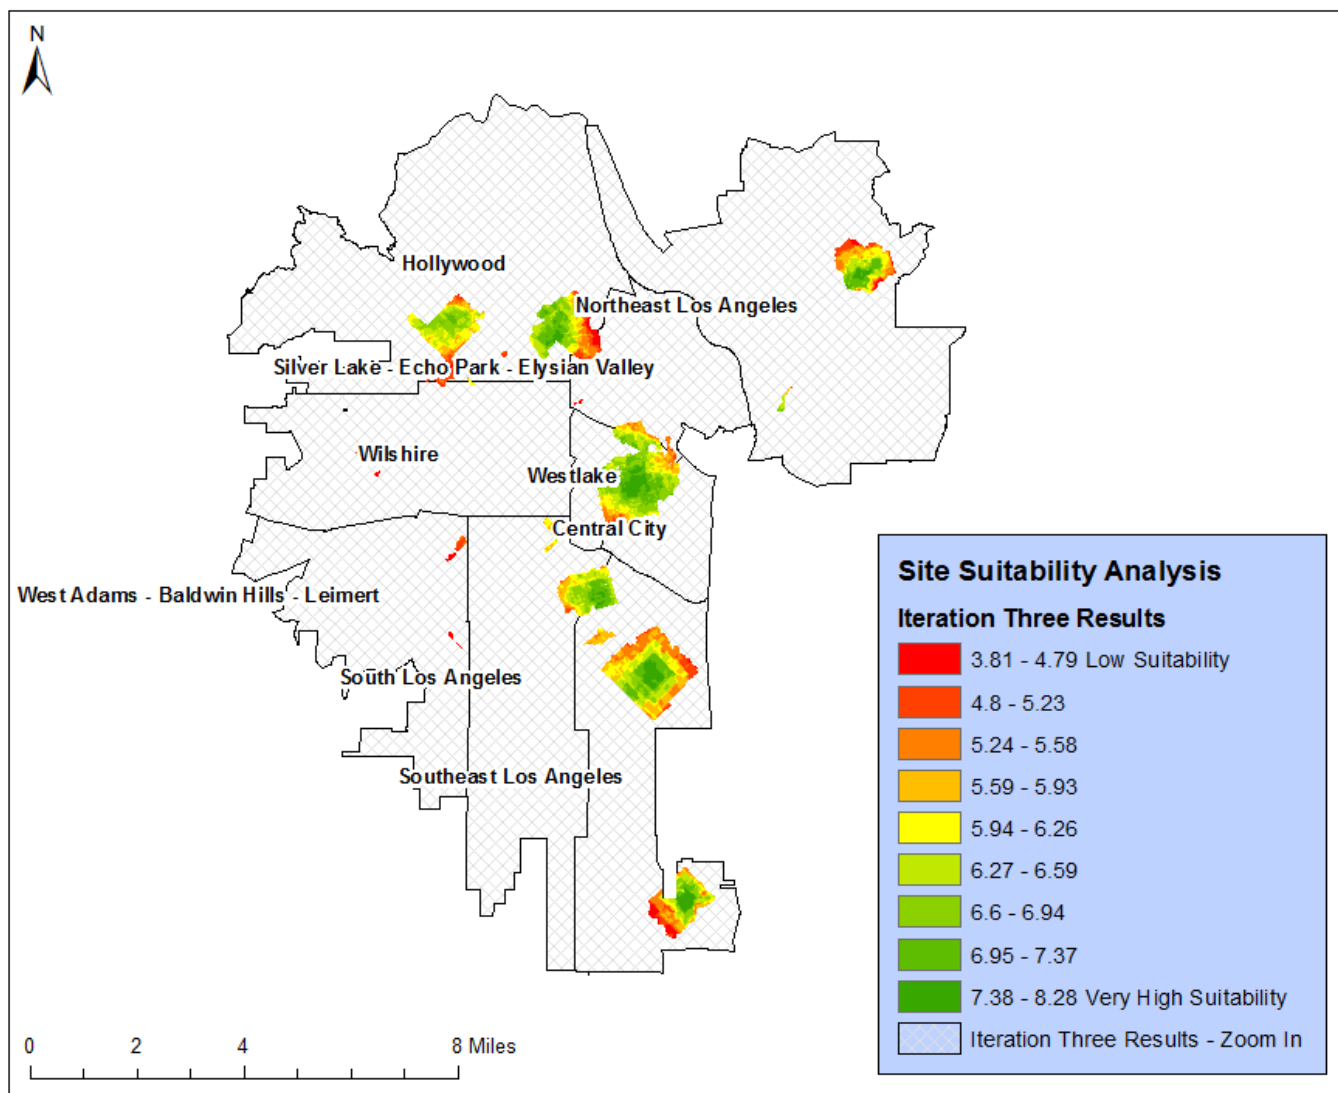 N
Hollywood
Northeast Los Angeles
Silver Lake - Echo Park - Elysian Valley
Wilshire
Westlake
Central City
West Adams - Baldwin Hills - Leimert
South Los Angeles
Southeast Los Angeles
Site Suitability Analysis
Iteration Three Results
3.81 - 4.79 Low Suitability
4.8 - 5.23
5.24 - 5.58
5.59 - 5.93
5.94 - 6.26
6.27 - 6.59
6.6 - 6.94
6.95 - 7.37
7.38 - 8.28 Very High Suitability
Iteration Three Results - Zoom In
0 2 4 8 Miles